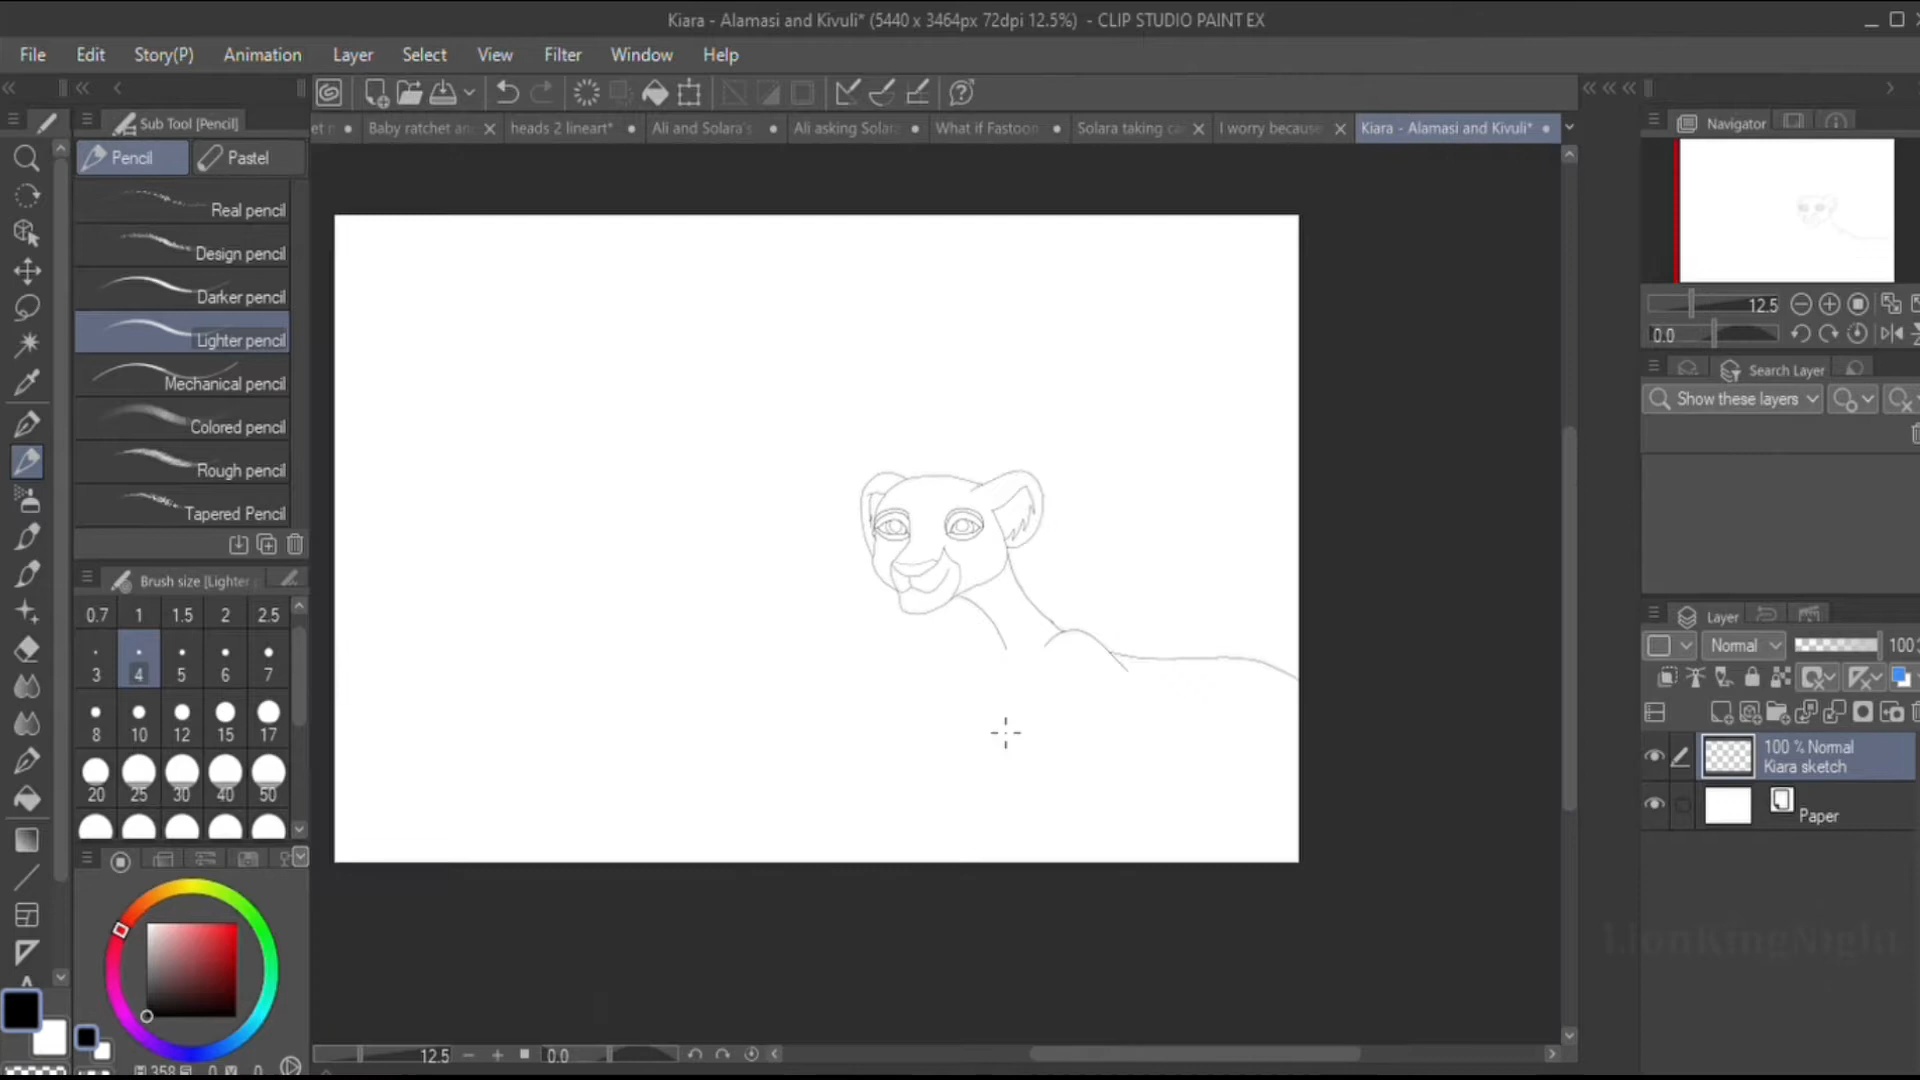 Kiara - Alamasi and Kivuli* (5440 x 3464px 72dpi 12.5%) - CLIP STUDIO PAINT EX
File Edit Story(P) Animation Layer Select View Filter Window Help
Sub Tool [Pencil]
Pencil Pastel
Real pencil
Design pencil
Darker pencil
Lighter pencil
Mechanical pencil
Colored pencil
Rough pencil
Tapered Pencil
Brush size [Lighter
0.7 1 1.5 2 2.5
3 4 5 6 7
8 10 12 15 17
20 25 30 40 50
Baby ratchet an heads 2 lineart* Ali and Solara's Ali asking Solara What if Fastoon Solara taking ca I worry because Kiara - Alamasi and Kivuli*
12.5 0.0
Navigator
12.5
0.0
Search Layer
Show these layers
Layer
Normal 100
100 % Normal
Kiara sketch
Paper
LionKingNight